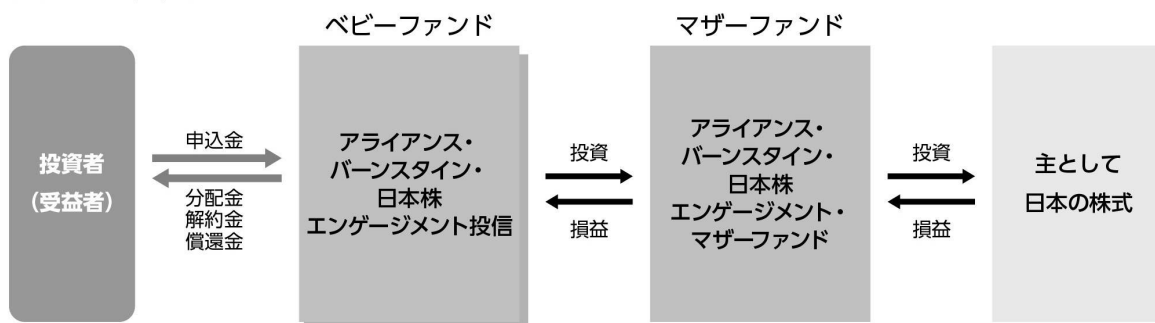 ベビーファンド
マザーファンド
投資者
(受益者)
申込金
分配金
解約金
償還金
アライアンス・
バーンスタイン・
日本株
エンゲージメント投信
投資
損益
アライアンス・
バーンスタイン・
日本株
エンゲージメント・
マザーファンド
投資
損益
主として
日本の株式